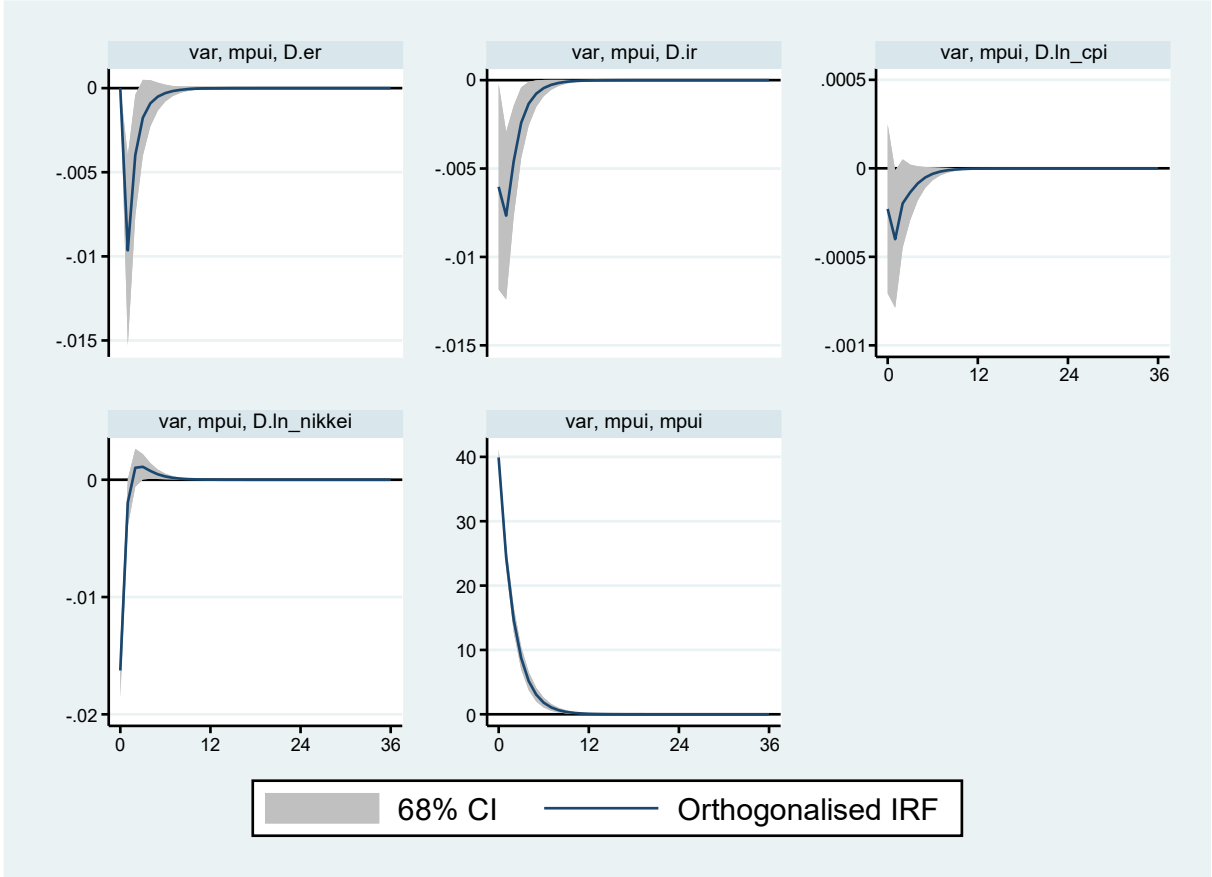 var, mpui, D.er
0
-.005
-.01
-.015
var, mpui, D.ir
0
-.005
-.01
-.015
var, mpui, D.ln_cpi
.0005
0
-.0005
-.001
0 12 24 36
var, mpui, D.ln_nikkei
0
-.01
-.02
0 12 24 36
var, mpui, mpui
40
30
20
10
0
0 12 24 36
68% CI Orthogonalised IRF